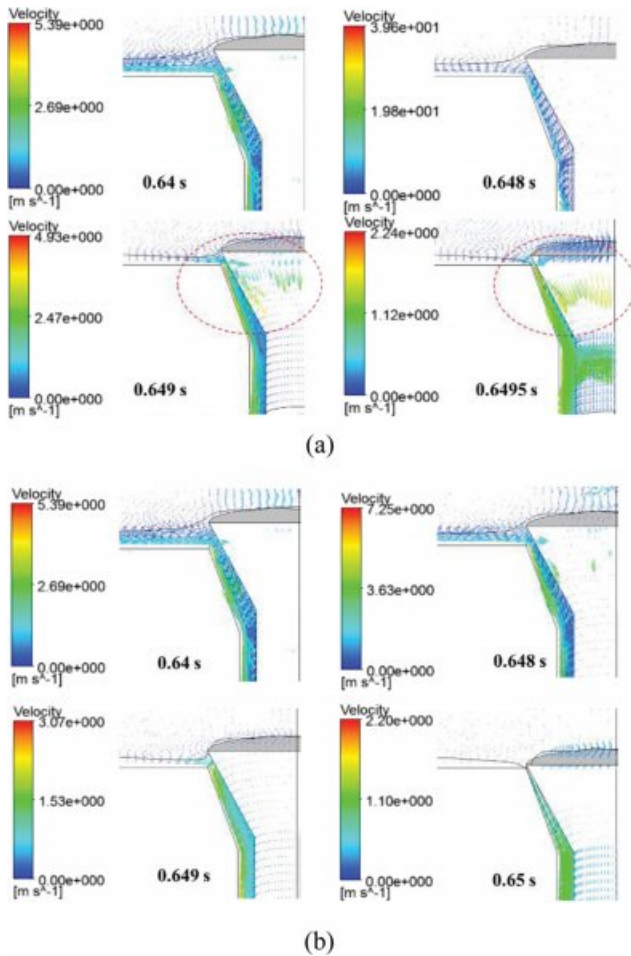 Velocity
5.39e+000
2.69e+000
0.00e+000
[m s^-1]
0.64 s
Velocity
3.96e+001
1.98e+001
0.00e+000
[m s^-1]
0.648 s
Velocity
4.93e+000
2.47e+000
0.00e+000
[m s^-1]
0.649 s
Velocity
2.24e+000
1.12e+000
0.00e+000
[m s^-1]
0.6495 s
(a)
Velocity
5.39e+000
2.69e+000
0.00e+000
[m s^-1]
0.64 s
Velocity
7.25e+000
3.63e+000
0.00e+000
[m s^-1]
0.648 s
Velocity
3.07e+000
1.53e+000
0.00e+000
[m s^-1]
0.649 s
Velocity
2.20e+000
1.10e+000
0.00e+000
[m s^-1]
0.65 s
(b)